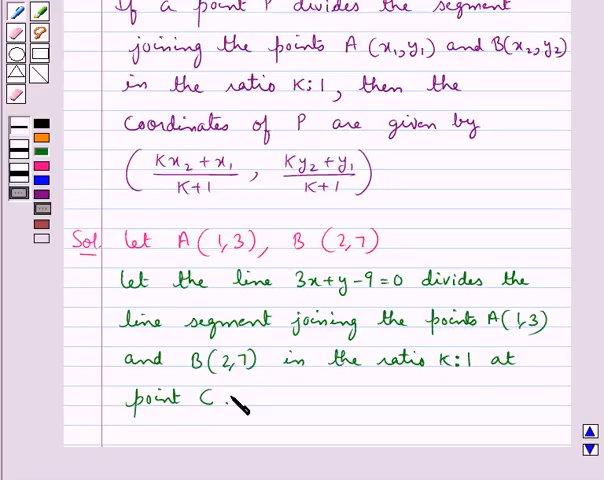 If a point P divides the segment
joining the points A (x₁,y₁) and B(x₂,y₂)
in the ratio K:1, then the
coordinates of P are given by
( Kx₂ + x₁ / K+1 , Ky₂ + y₁ / K+1 )
Sol. let A(1,3), B (2,7)
let the line 3x+y-9=0 divides the
line segment joining the points A(1,3)
and B(2,7) in the ratio K:1 at
point C .